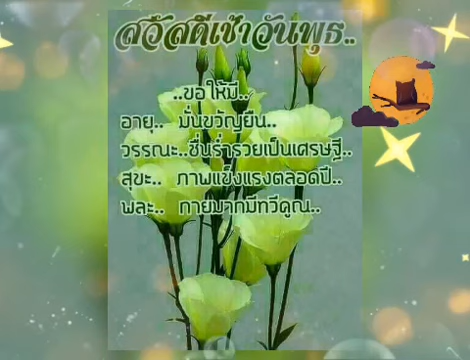 สวัสดีเช้าวันพุธ..
..ขอให้มี..
อายุ.. มั่นขวัญยืน..
วรรณะ..ชื่นร่ำรวยเป็นเศรษฐี..
สุขะ.. ภาพแข็งแรงตลอดปี..
พละ.. กายมากมีทวีคูณ..